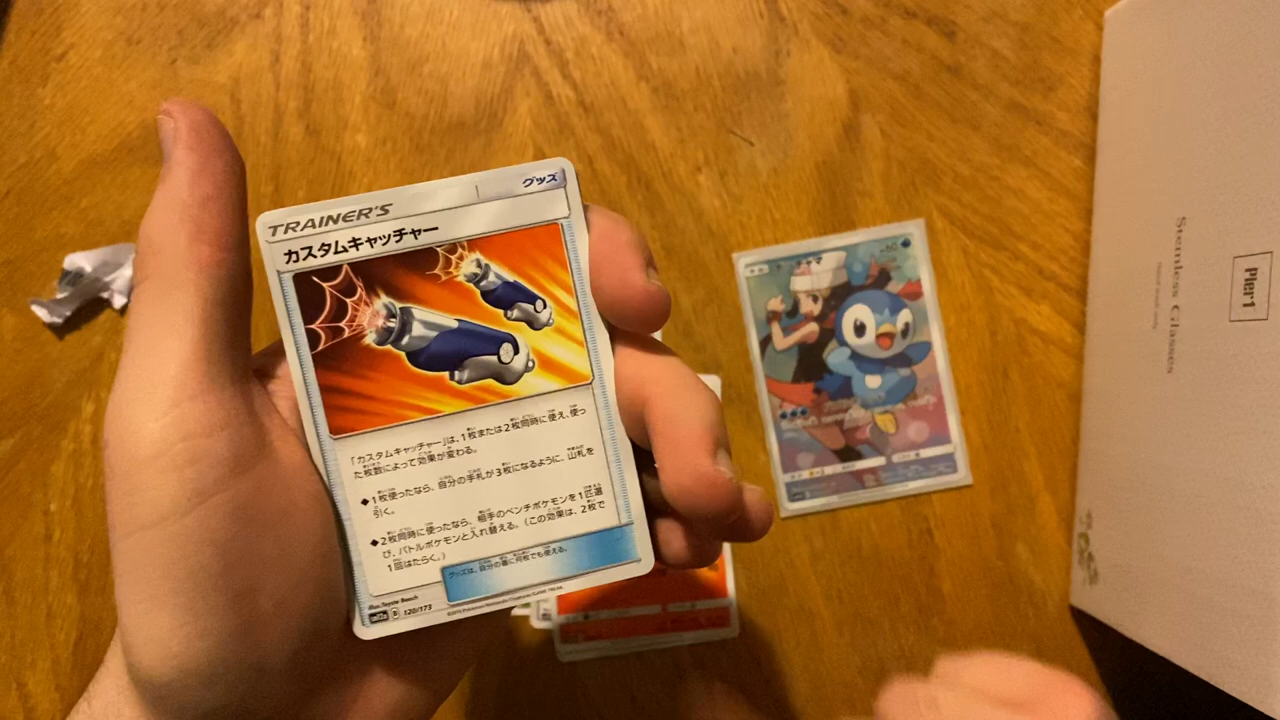 TRAINER'S
グッズ
カスタムキャッチャー
「カスタムキャッチャー」は、1枚または2枚同時に使え、使っ
た枚数によって効果が変わる。
◆1枚使ったなら、自分の手札が3枚になるように、山札を
引く。
◆2枚同時に使ったなら、相手のベンチポケモンを1匹選
び、バトルポケモンと入れ替える。(この効果は、2枚で
1回はたらく。)
グッズは、自分の番に何枚でも使える。
Illus. Toyste Beach
120/173
Pier1
Stemless Glasses